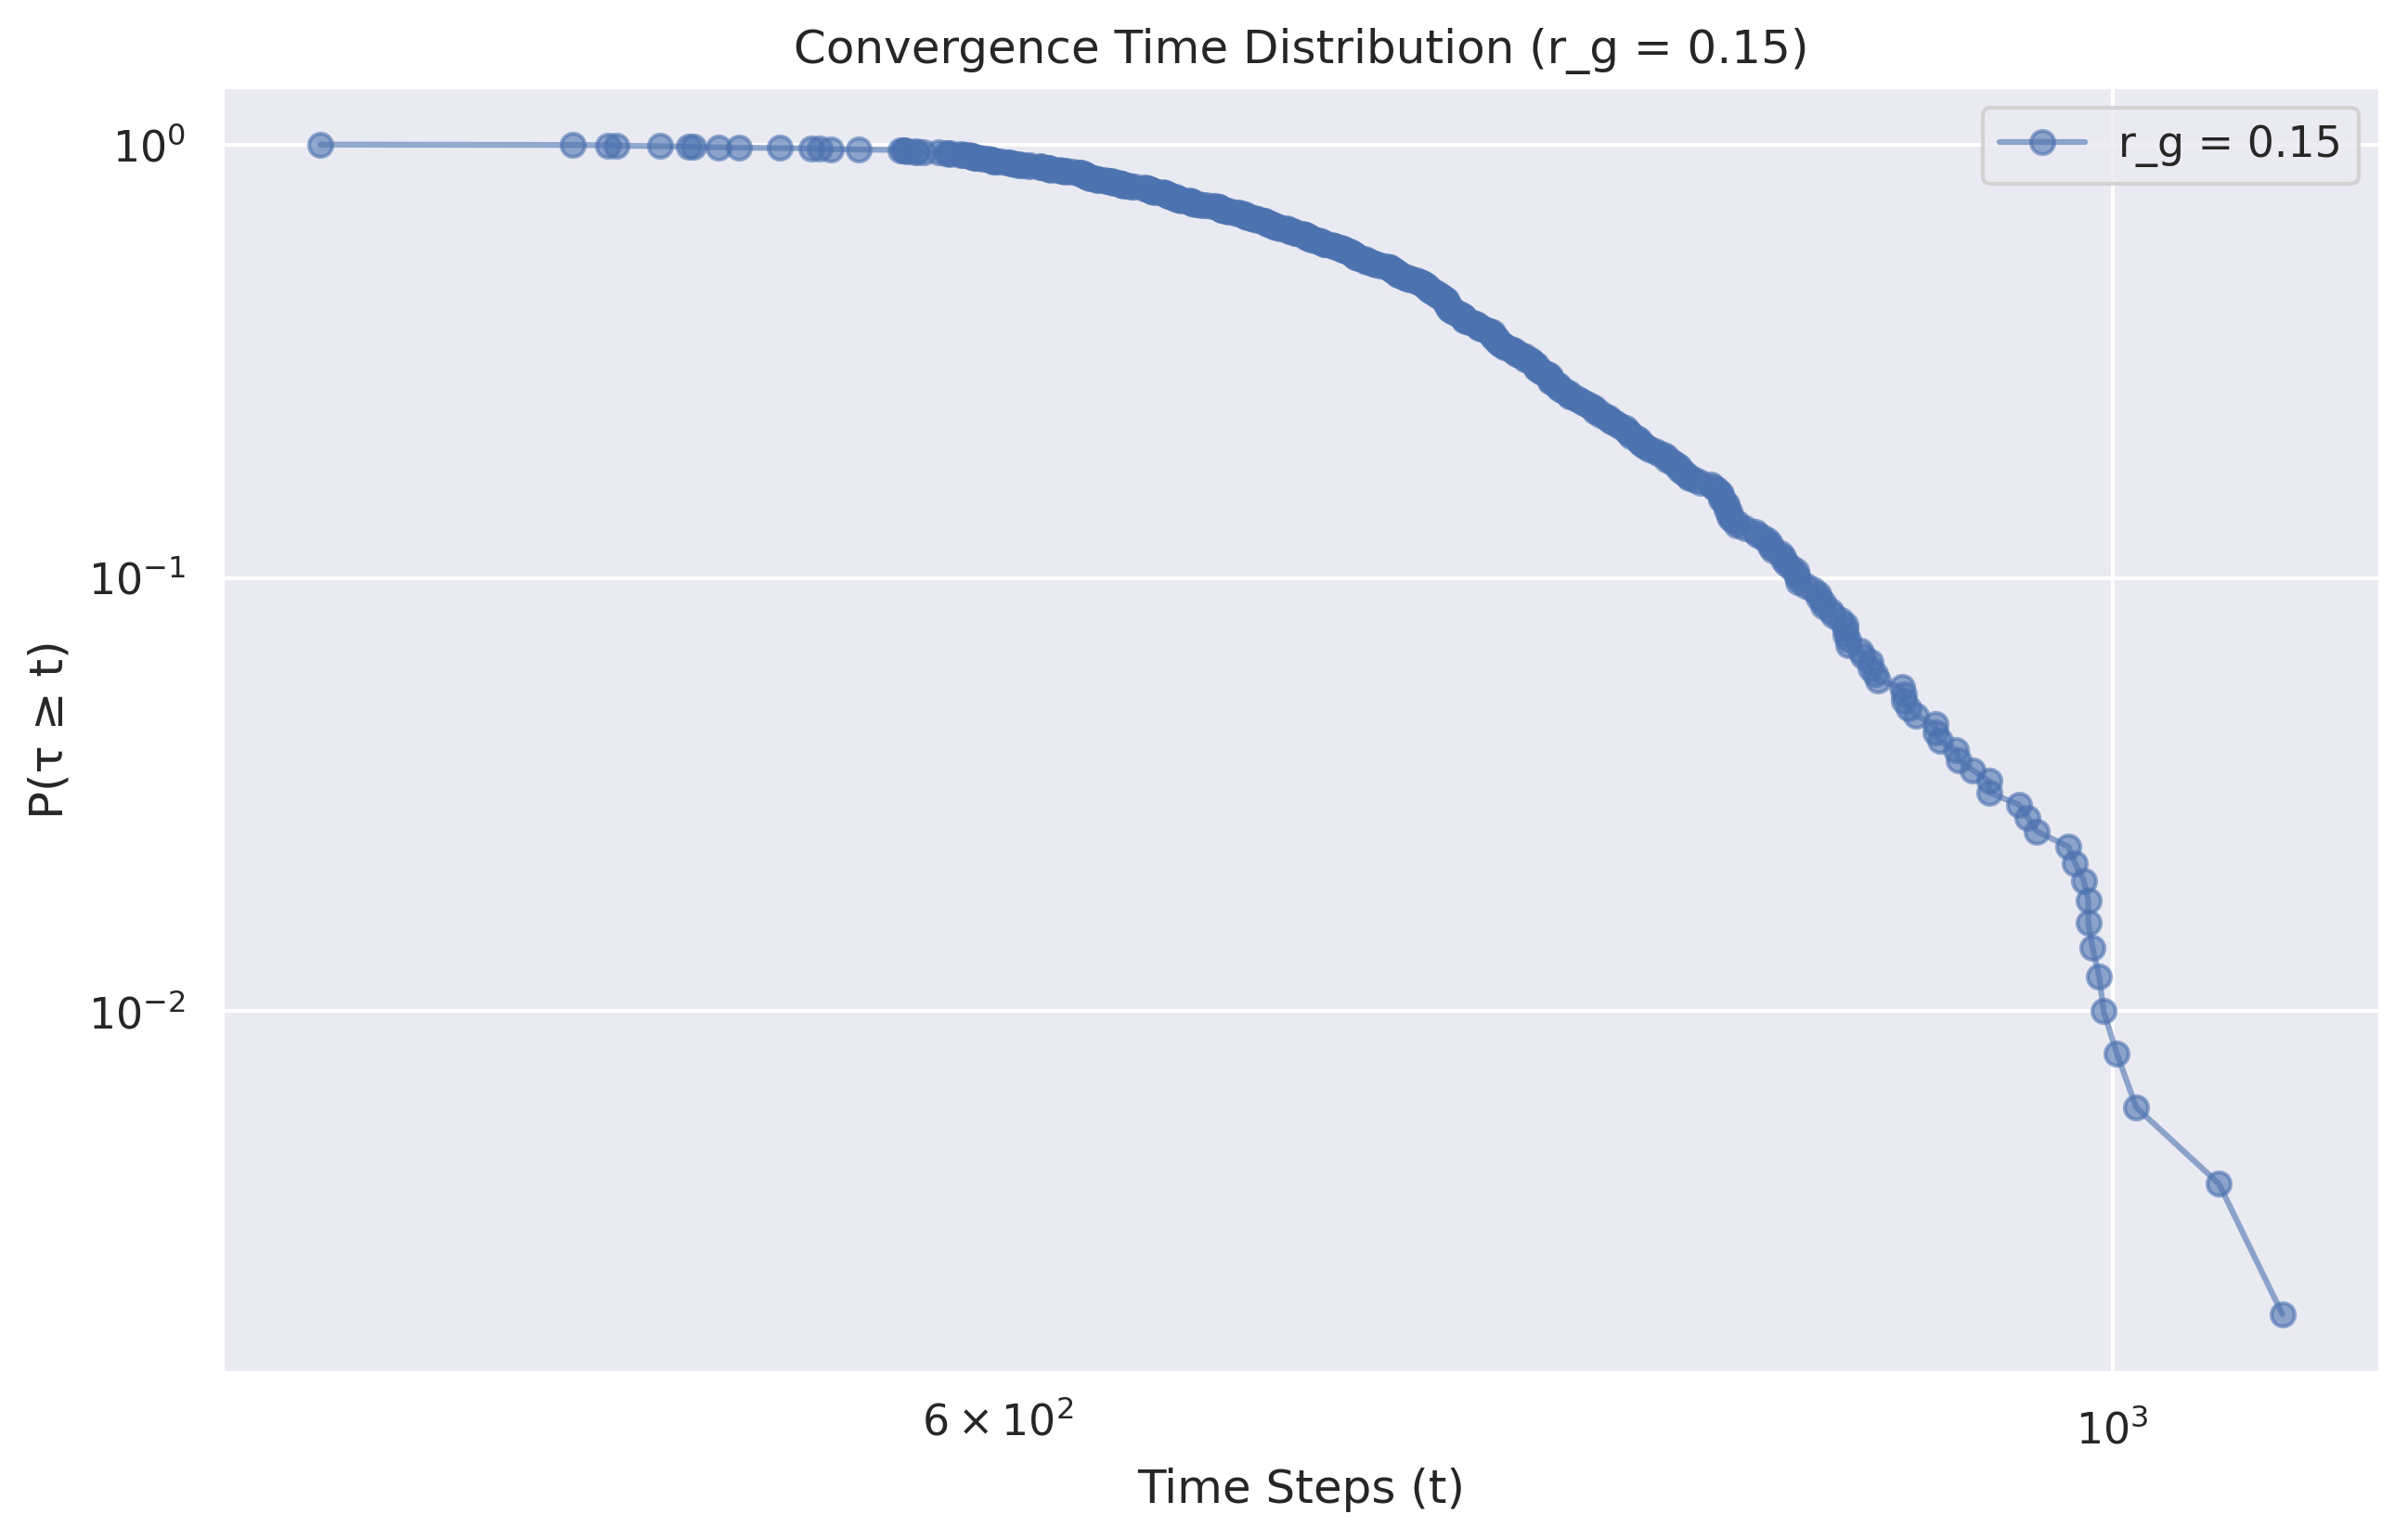 Convergence Time Distribution (r_g = 0.15)
r_g = 0.15
10⁰
10⁻¹
10⁻²
P(τ ≥ t)
6 × 10²
10³
Time Steps (t)